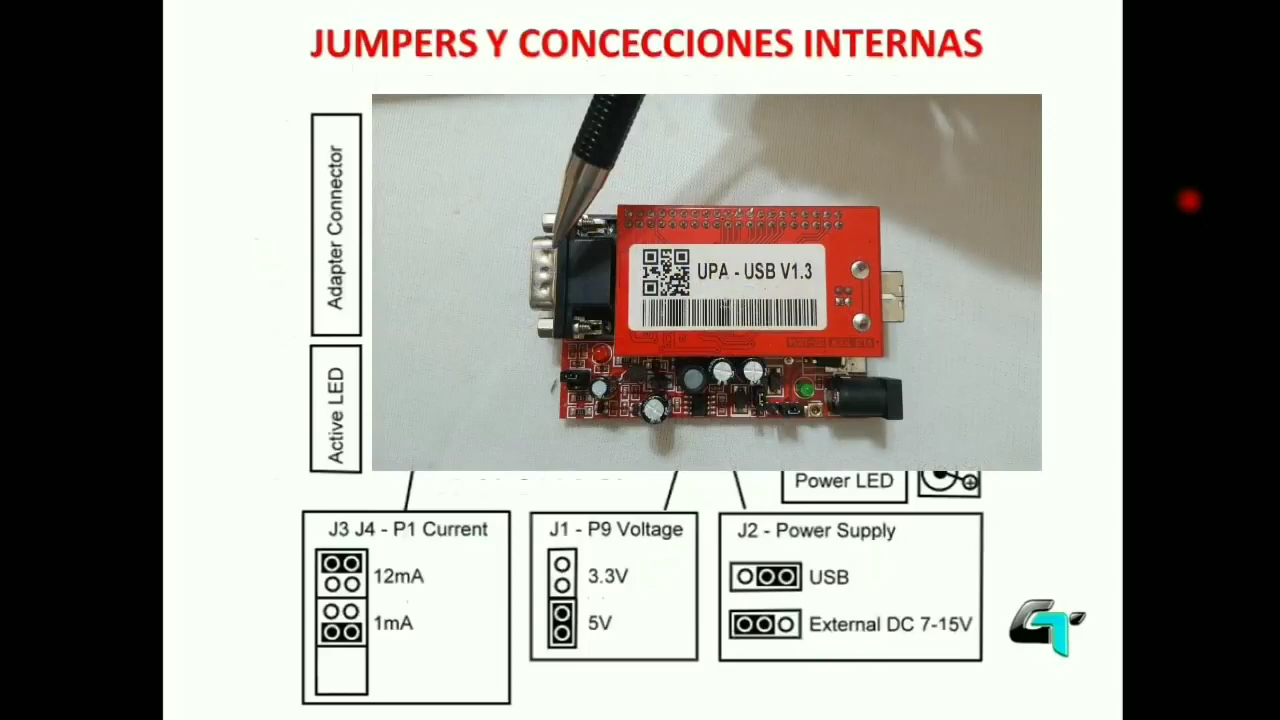 JUMPERS Y CONCECCIONES INTERNAS
Adapter Connector
UPA - USB V1.3
Active LED
Power LED
J3 J4 - P1 Current
12mA
1mA
J1 - P9 Voltage
3.3V
5V
J2 - Power Supply
USB
External DC 7-15V